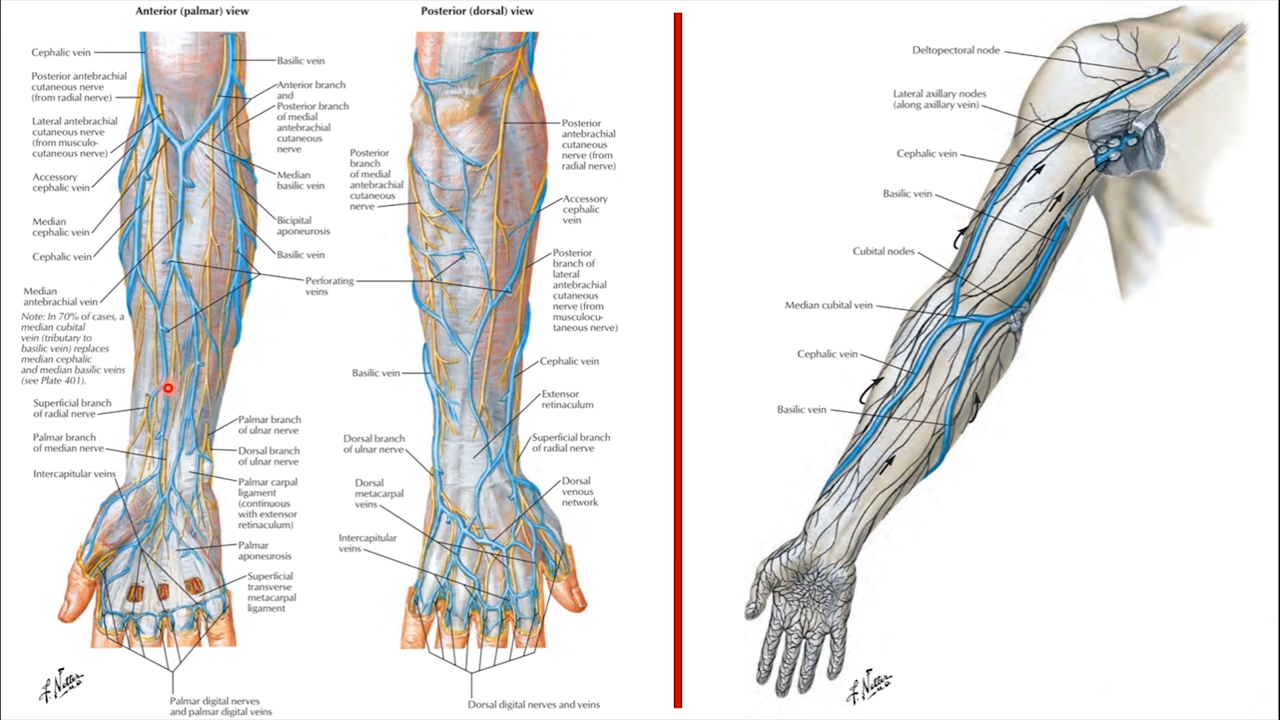 Anterior (palmar) view
Cephalic vein
Posterior antebrachial
cutaneous nerve
(from radial nerve)
Lateral antebrachial
cutaneous nerve
(from musculo-
cutaneous nerve)
Accessory
cephalic vein
Median
cephalic vein
Cephalic vein
Median
antebrachial vein
Note: In 70% of cases, a
median cubital
vein (tributary to
basilic vein) replaces
median cephalic
and median basilic veins
(see Plate 401).
Superficial branch
of radial nerve
Palmar branch
of median nerve
Intercapitular veins
Basilic vein
Anterior branch
and
Posterior branch
of medial
antebrachial
cutaneous
nerve
Median
basilic vein
Bicipital
aponeurosis
Basilic vein
Perforating
veins
Palmar branch
of ulnar nerve
Dorsal branch
of ulnar nerve
Palmar carpal
ligament
(continuous
with extensor
retinaculum)
Palmar
aponeurosis
Superficial
transverse
metacarpal
ligament
Palmar digital nerves
and palmar digital veins
F. Netter
M.D.
Posterior (dorsal) view
Posterior
branch
of medial
antebrachial
cutaneous
nerve
Basilic vein
Dorsal branch
of ulnar nerve
Dorsal
metacarpal
veins
Intercapitular
veins
Posterior
antebrachial
cutaneous
nerve (from
radial nerve)
Accessory
cephalic
vein
Posterior
branch of
lateral
antebrachial
cutaneous
nerve (from
musculocu-
taneous nerve)
Cephalic vein
Extensor
retinaculum
Superficial branch
of radial nerve
Dorsal
venous
network
Dorsal digital nerves and veins
Deltopectoral node
Lateral axillary nodes
(along axillary vein)
Cephalic vein
Basilic vein
Cubital nodes
Median cubital vein
Cephalic vein
Basilic vein
F. Netter
M.D.